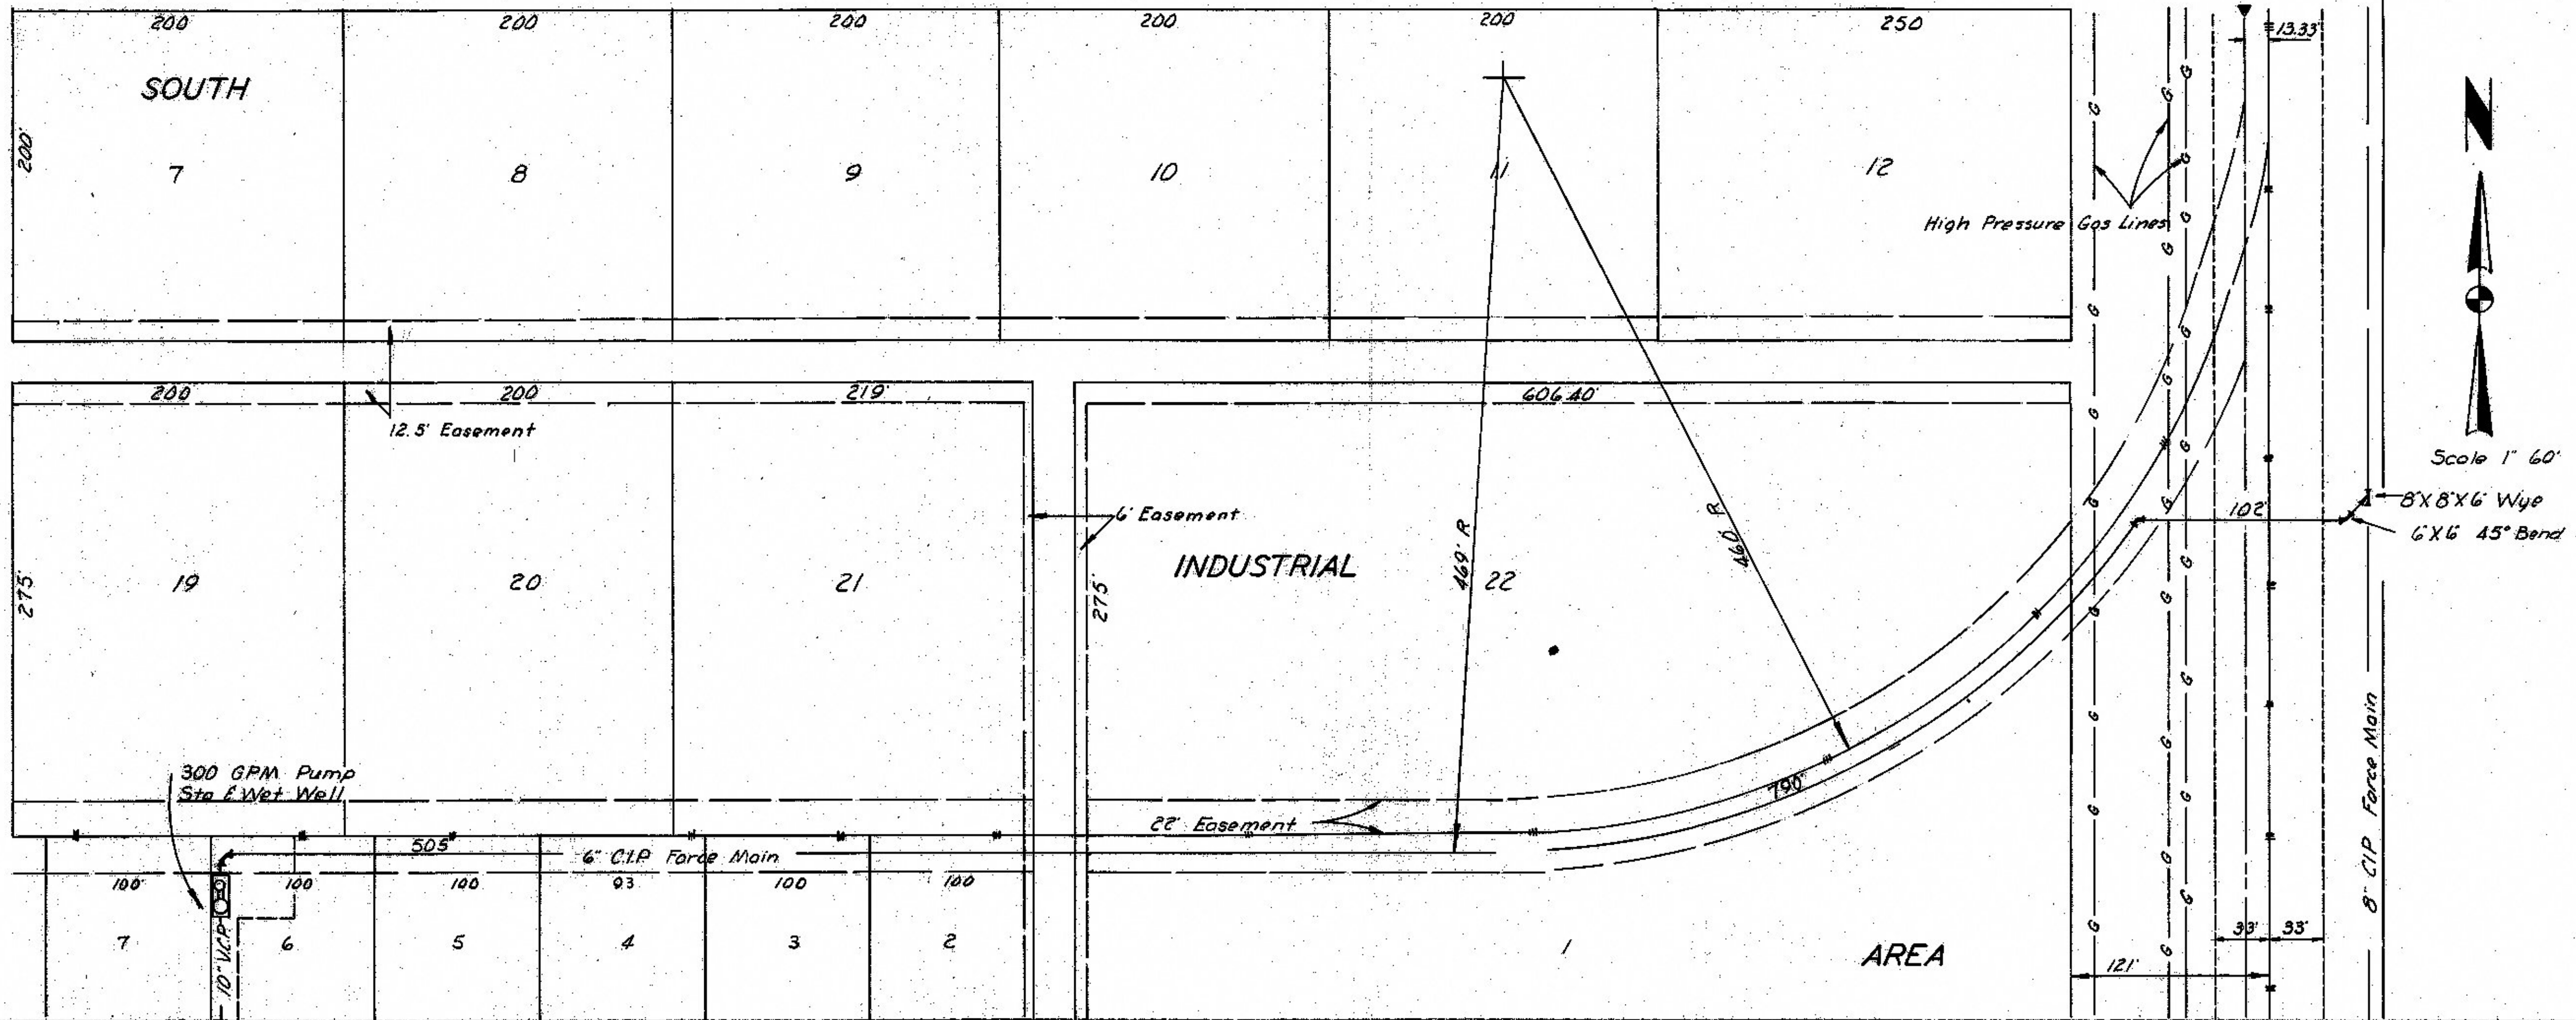 200'
200
200
200
200
250
13.33'
SOUTH
200'
7
8
9
10
11
12
N
High Pressure Gas Lines
200'
200
219'
606.40'
12.5' Easement
Scale 1" 60'
6' Easement
8"X8"X6" Wye
102'
6"X6" 45° Bend
469' R
460' R
INDUSTRIAL
275'
19
20
21
275'
22
8" CIP Force Main
300 GPM Pump
Sta & Wet Well
790'
22' Easement
505'
6" C.I.P. Force Main
100'
100
100
93
100
100
10" V.C.P.
7
6
5
4
3
2
1
AREA
33'
33'
121'
G G G G G G G G G
G G G G G G G G G
G G G G G G G G G